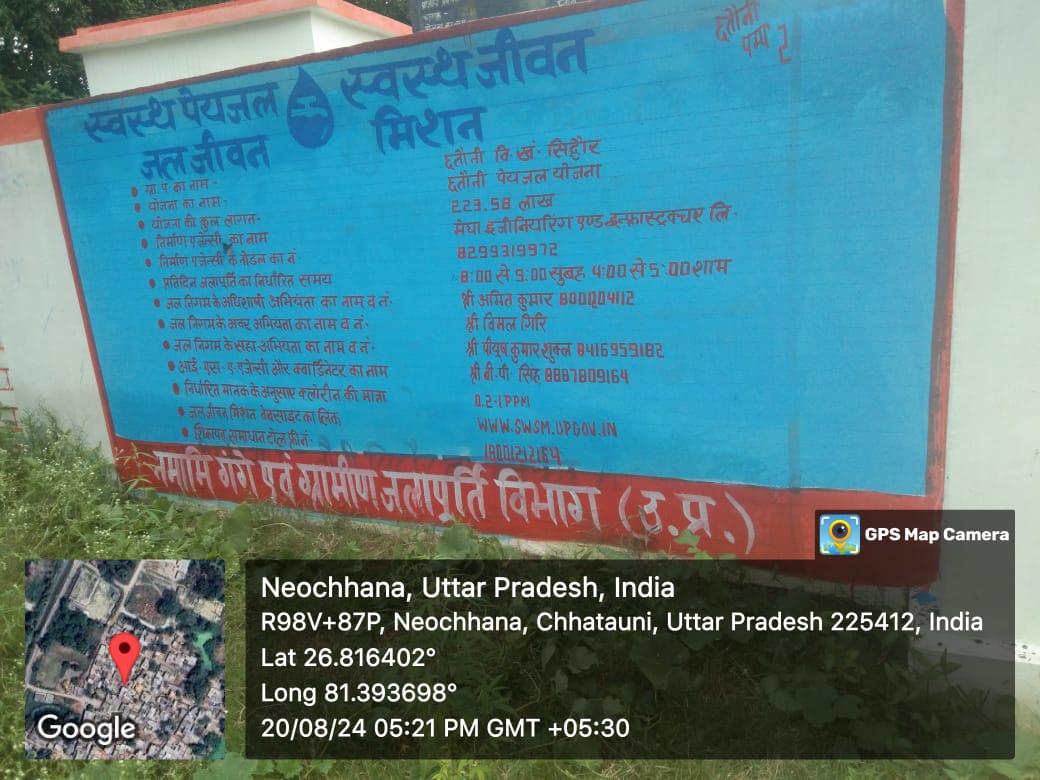 छतौनी
पम्प 2
स्वस्थ पेयजल स्वस्थ जीवन
जल जीवन मिशन
ग्रा. पं. का नाम - छतौनी वि. खं. सिद्धौर
योजना का नाम - छतौनी पेयजल योजना
योजना की कुल लागत - 223.58 लाख
निर्माण एजेन्सी का नाम मेघा इंजीनियरिंग एण्ड इन्फ्रास्ट्रक्चर लि.
निर्माण एजेन्सी के नोडल का नं. 8299319972
प्रतिदिन जलापूर्ति का निर्धारित समय 8:00 से 9:00 सुबह 4:00 से 5:00 शाम
जल निगम के अधिशाषी अभियंता का नाम व नं. श्री अमित कुमार
जल निगम के अवर अभियंता का नाम व नं. श्री विमल गिरि
जल निगम के सहा. अभियंता का नाम व नं. श्री पीयूष कुमार शुक्ल 8416959182
आई. एस. ए. एजेन्सी और क्वार्डिनेटर का नाम श्री बी. पी. सिंह 8887809164
निर्धारित मानक के अनुसार क्लोरीन की मात्रा 0.2-1 PPM
जल जीवन मिशन वेबसाइट का लिंक WWW.SWSM.UPGOV.IN
शिकायत समाधान टोल फ्री नं. 18001212164
नमामि गंगे एवं ग्रामीण जलापूर्ति विभाग (उ.प्र.)
GPS Map Camera
Neochhana, Uttar Pradesh, India
R98V+87P, Neochhana, Chhatauni, Uttar Pradesh 225412, India
Lat 26.816402°
Long 81.393698°
20/08/24 05:21 PM GMT +05:30
Google